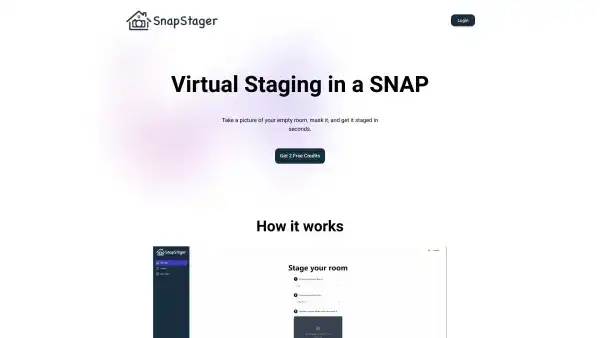 SnapStager
Login
Virtual Staging in a SNAP
Take a picture of your empty room, mask it, and get it staged in
seconds.
Get 2 Free Credits
How it works
SnapStager
Stage your room